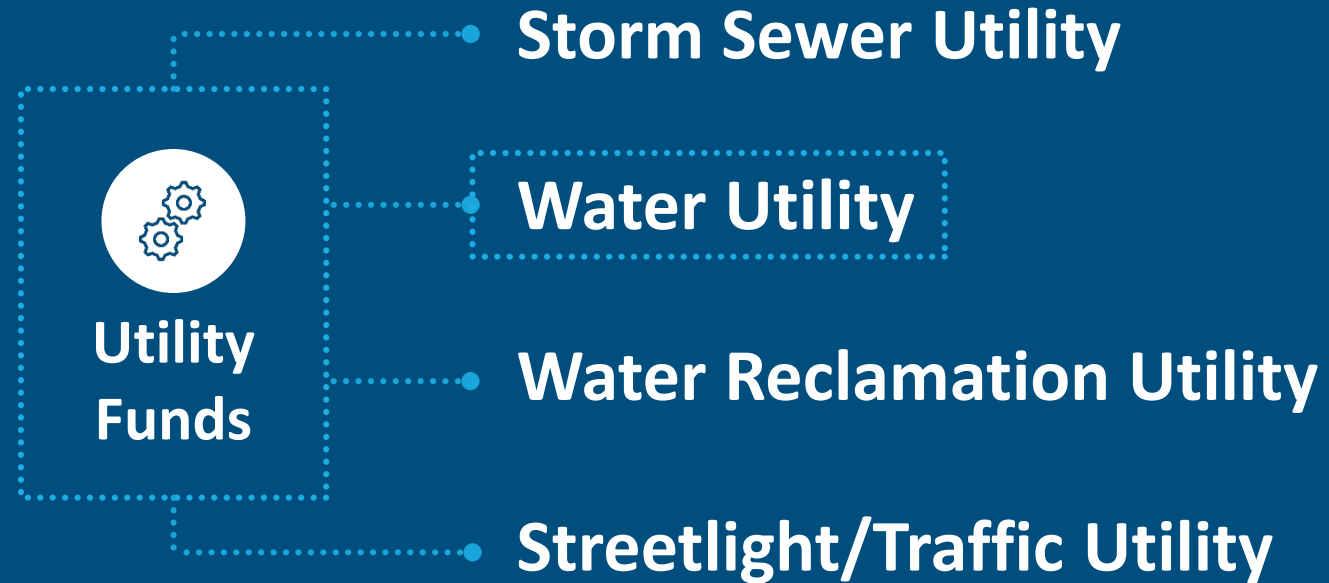 Storm Sewer Utility
Water Utility
Utility
Funds
Water Reclamation Utility
Streetlight/Traffic Utility